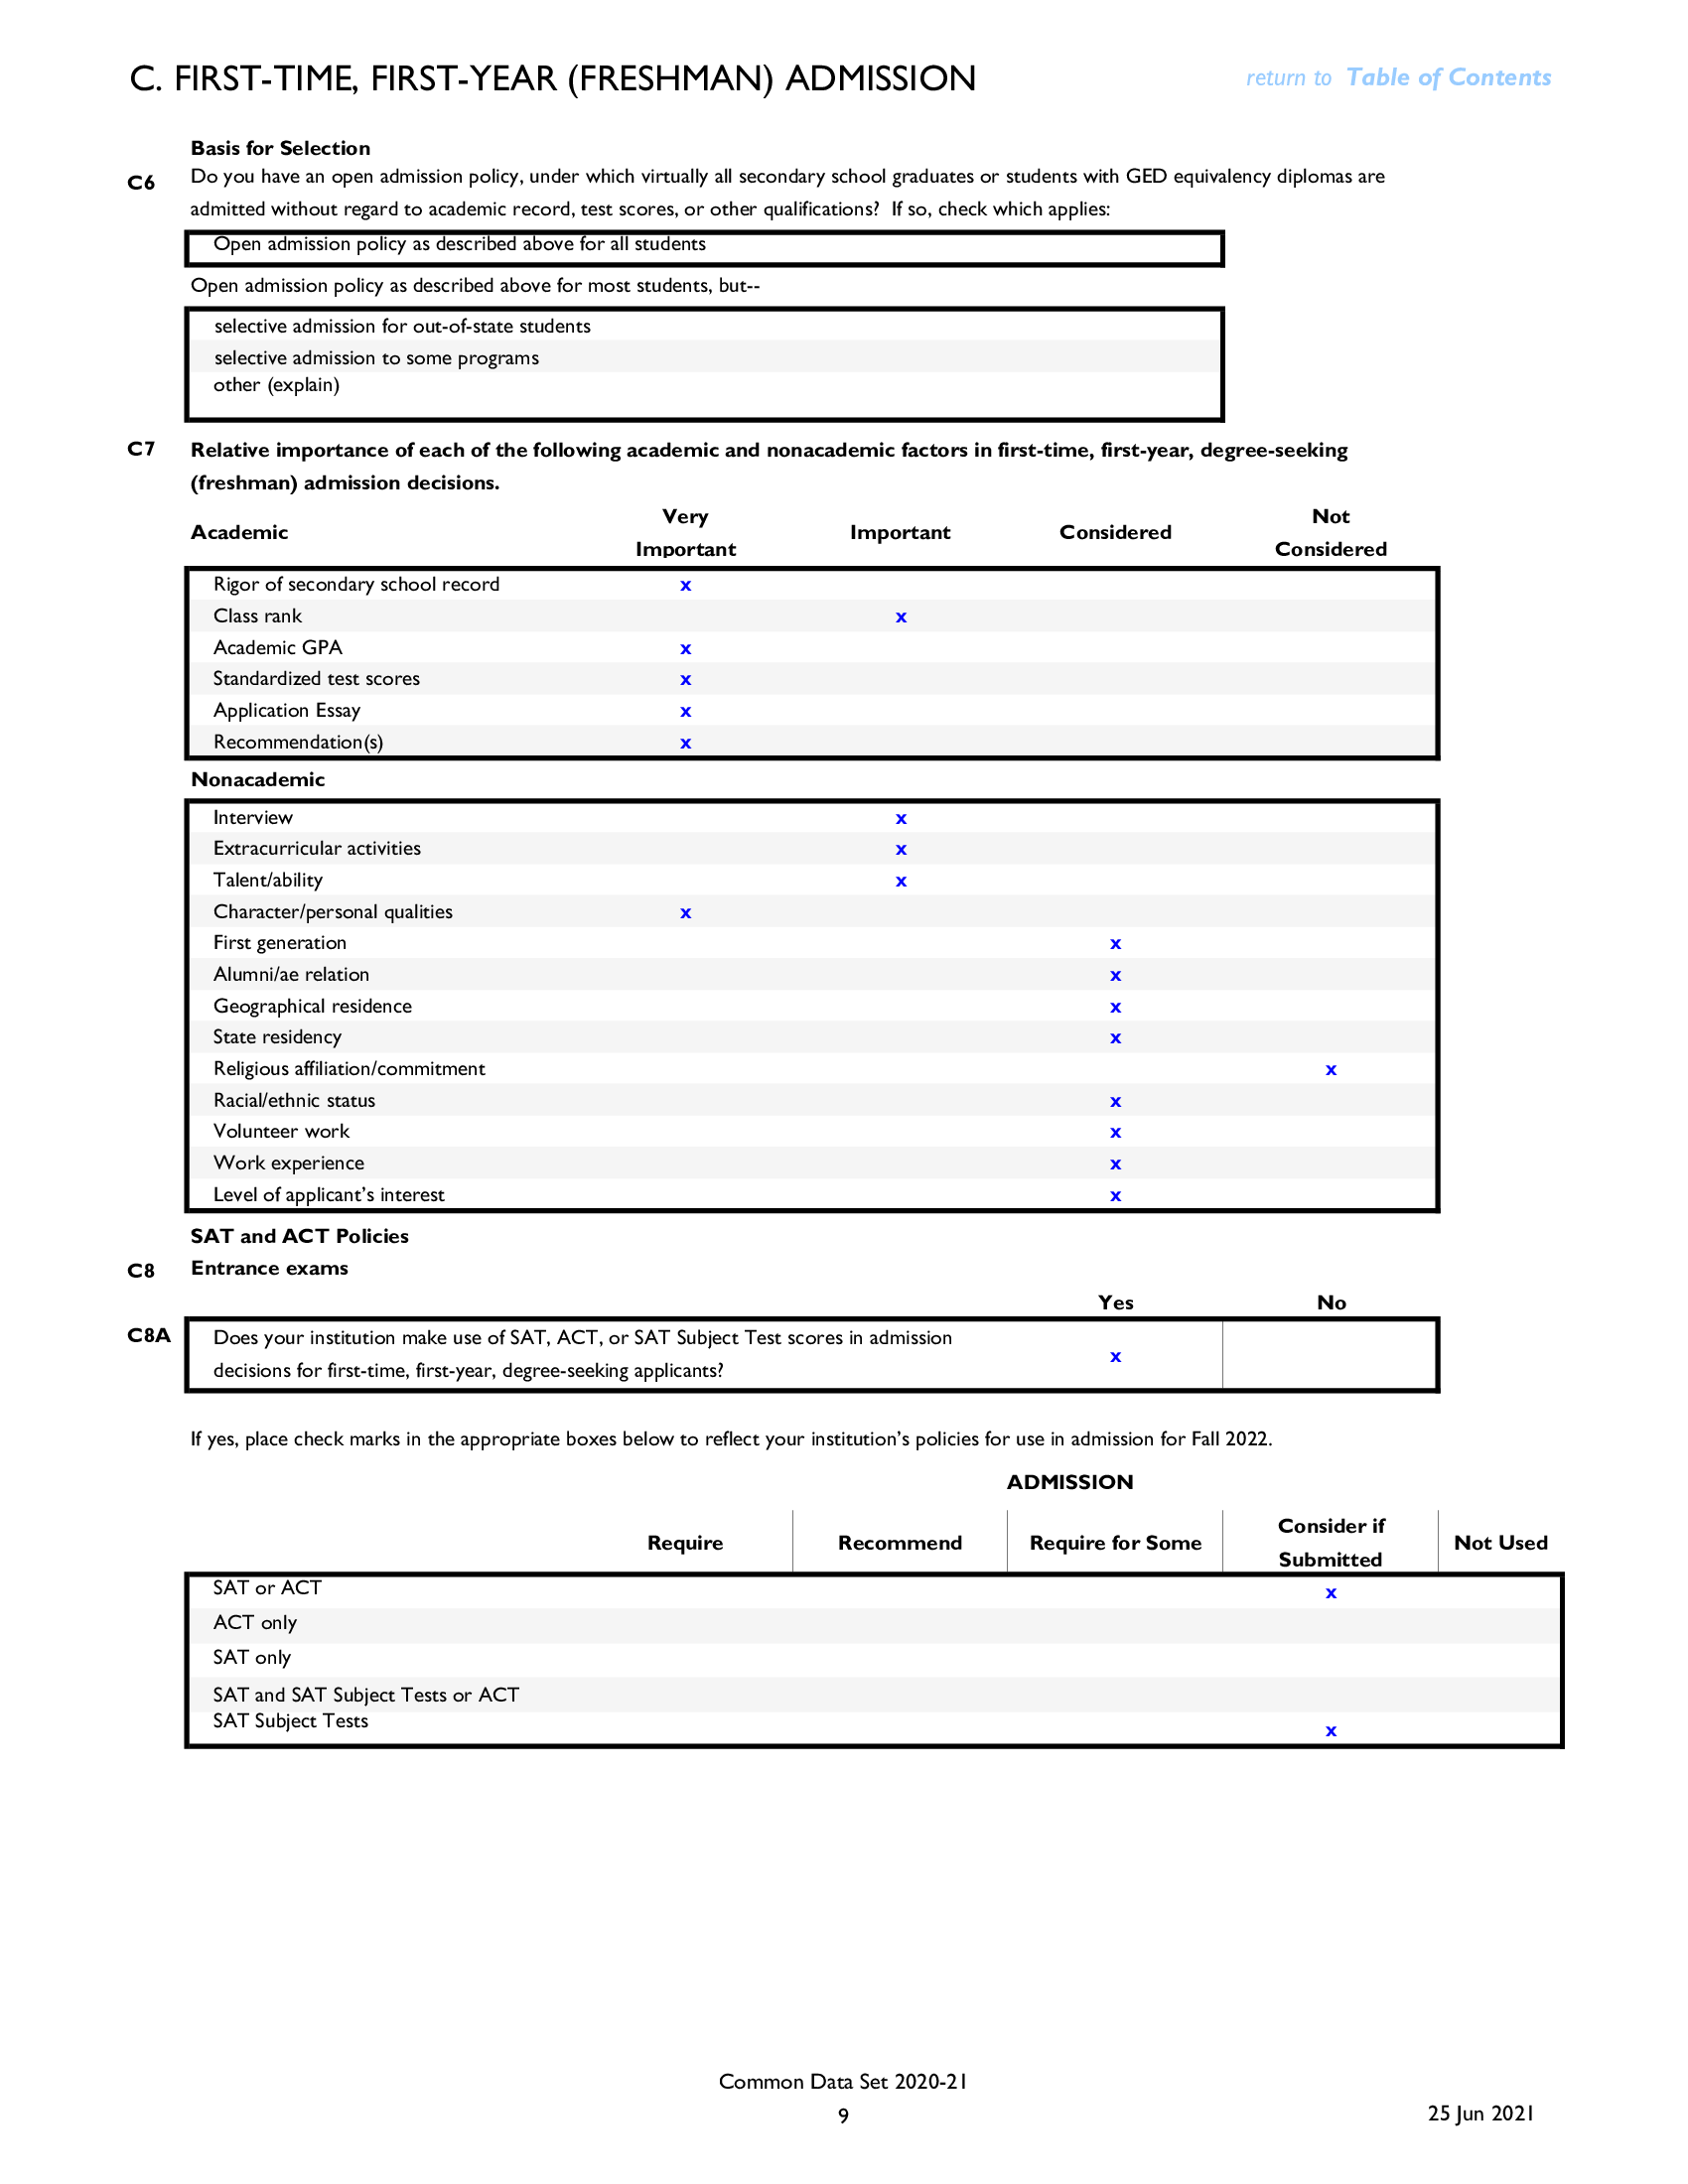 C. FIRST-TIME, FIRST-YEAR (FRESHMAN) ADMISSION return to Table of Contents
Basis for Selection
C6 Do you have an open admission policy, under which virtually all secondary school graduates or students with GED equivalency diplomas are
admitted without regard to academic record, test scores, or other qualifications? If so, check which applies:
Open admission policy as described above for all students
Open admission policy as described above for most students, but--
selective admission for out-of-state students
selective admission to some programs
other (explain)
C7 Relative importance of each of the following academic and nonacademic factors in first-time, first-year, degree-seeking
(freshman) admission decisions.
Academic Very Important Important Considered Not Considered
Rigor of secondary school record x
Class rank x
Academic GPA x
Standardized test scores x
Application Essay x
Recommendation(s) x
Nonacademic
Interview x
Extracurricular activities x
Talent/ability x
Character/personal qualities x
First generation x
Alumni/ae relation x
Geographical residence x
State residency x
Religious affiliation/commitment x
Racial/ethnic status x
Volunteer work x
Work experience x
Level of applicant’s interest x
SAT and ACT Policies
C8 Entrance exams
Yes No
C8A Does your institution make use of SAT, ACT, or SAT Subject Test scores in admission
decisions for first-time, first-year, degree-seeking applicants? x
If yes, place check marks in the appropriate boxes below to reflect your institution’s policies for use in admission for Fall 2022.
ADMISSION
Require Recommend Require for Some Consider if Submitted Not Used
SAT or ACT x
ACT only
SAT only
SAT and SAT Subject Tests or ACT
SAT Subject Tests x
Common Data Set 2020-21
9
25 Jun 2021